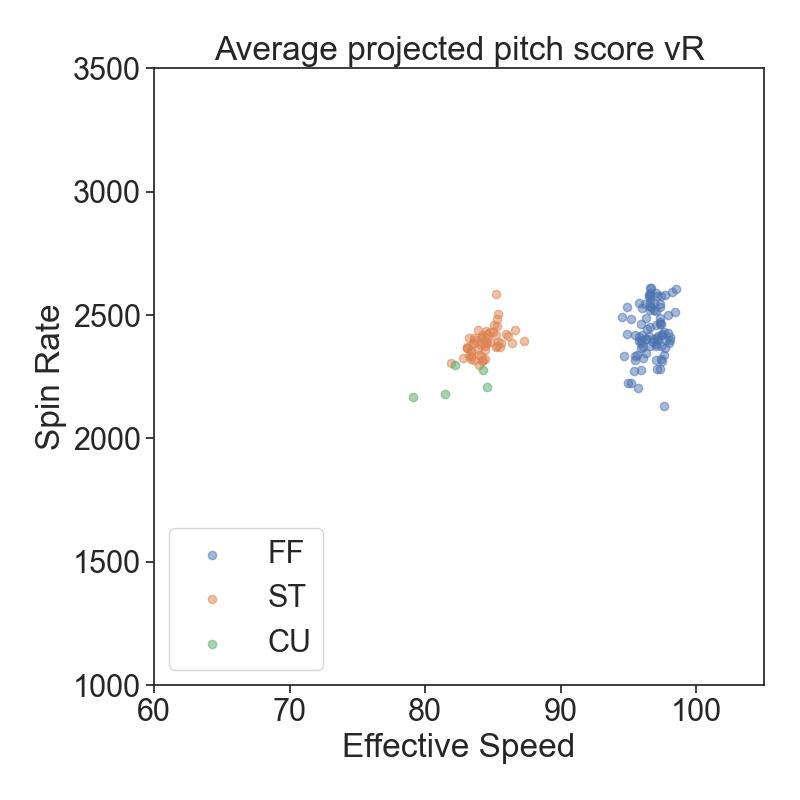 Average projected pitch score vR
3500
3000
2500
2000
1500
1000
Spin Rate
FF
ST
CU
60 70 80 90 100
Effective Speed